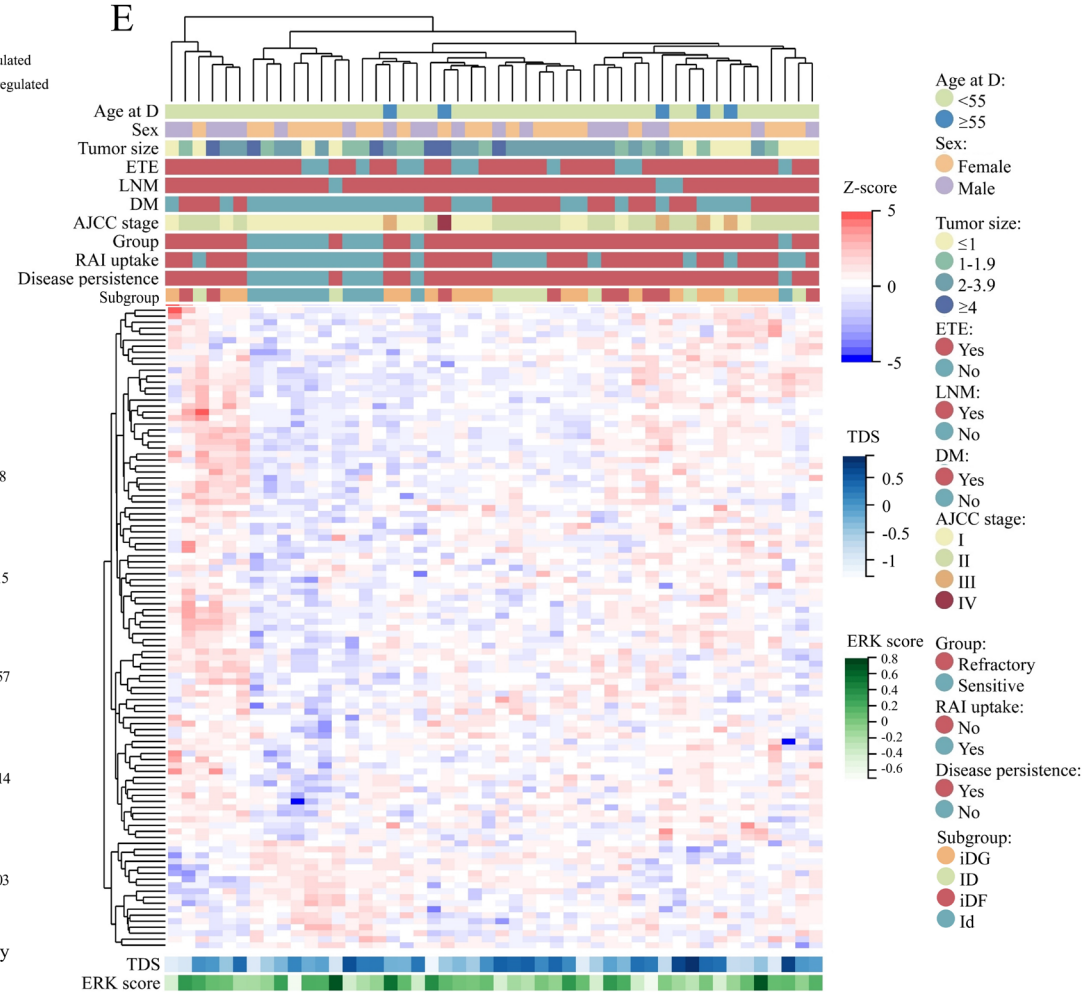 E
ulated
egulated
8
15
57
14
03
y
Age at D
Sex
Tumor size
ETE
LNM
DM
AJCC stage
Group
RAI uptake
Disease persistence
Subgroup
TDS
ERK score
Z-score
5
0
-5
TDS
0.5
0
-0.5
-1
ERK score
0.8
0.6
0.4
0.2
0
-0.2
-0.4
-0.6
Age at D:
<55
≥55
Sex:
Female
Male
Tumor size:
≤1
1-1.9
2-3.9
≥4
ETE:
Yes
No
LNM:
Yes
No
DM:
Yes
No
AJCC stage:
I
II
III
IV
Group:
Refractory
Sensitive
RAI uptake:
No
Yes
Disease persistence:
Yes
No
Subgroup:
iDG
ID
iDF
Id